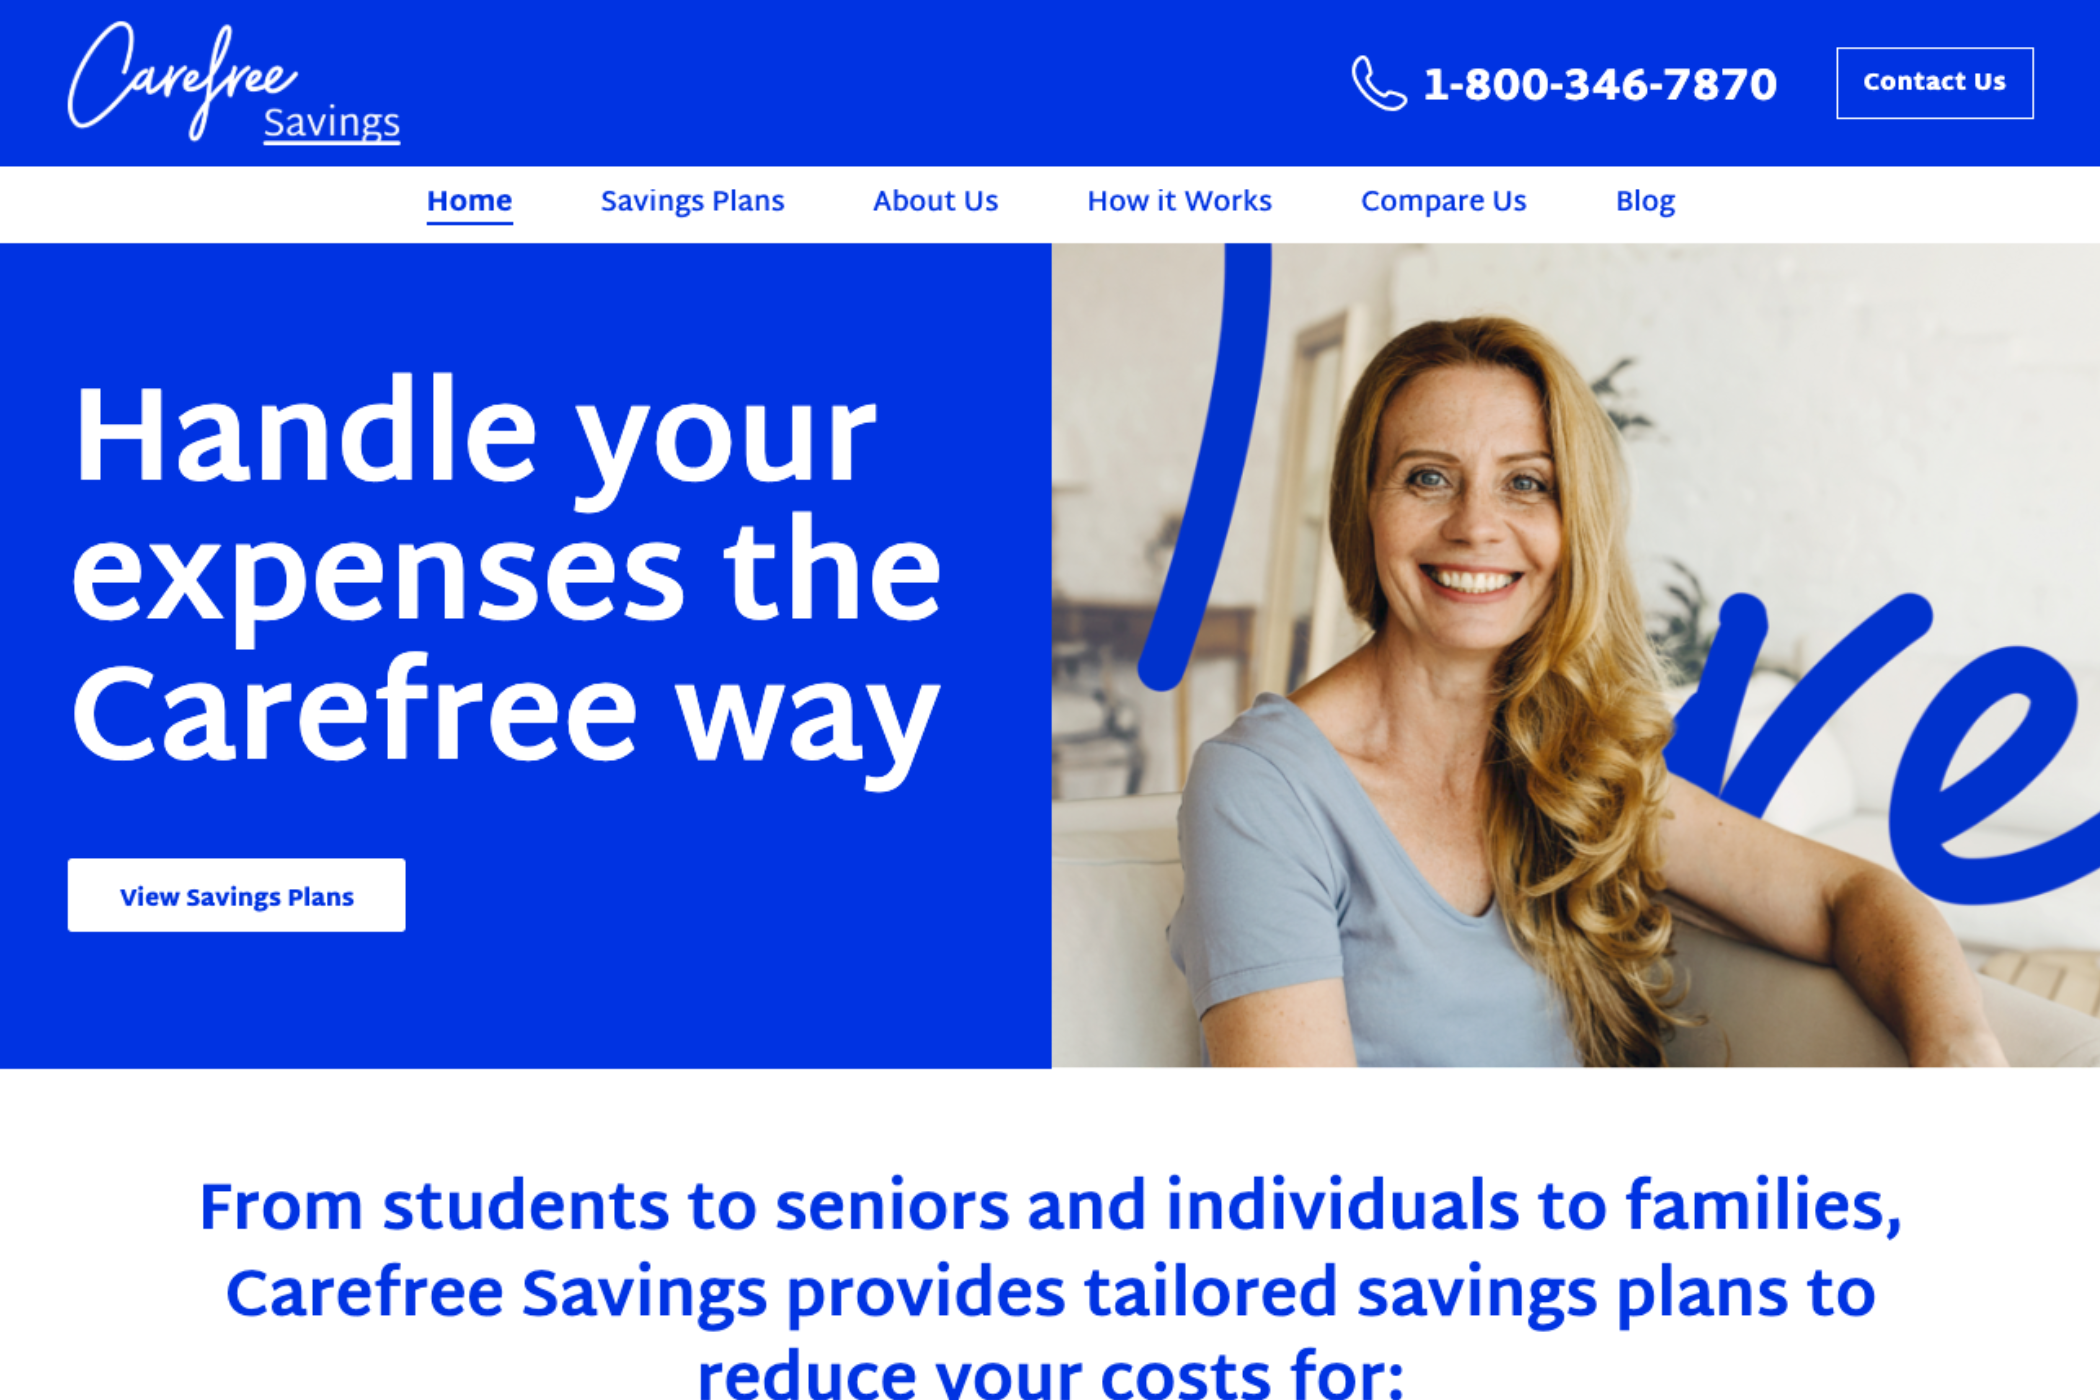 Carefree
Savings
1-800-346-7870
Contact Us
Home
Savings Plans
About Us
How it Works
Compare Us
Blog
Handle your
expenses the
Carefree way
View Savings Plans
re
From students to seniors and individuals to families,
Carefree Savings provides tailored savings plans to
reduce your costs for: